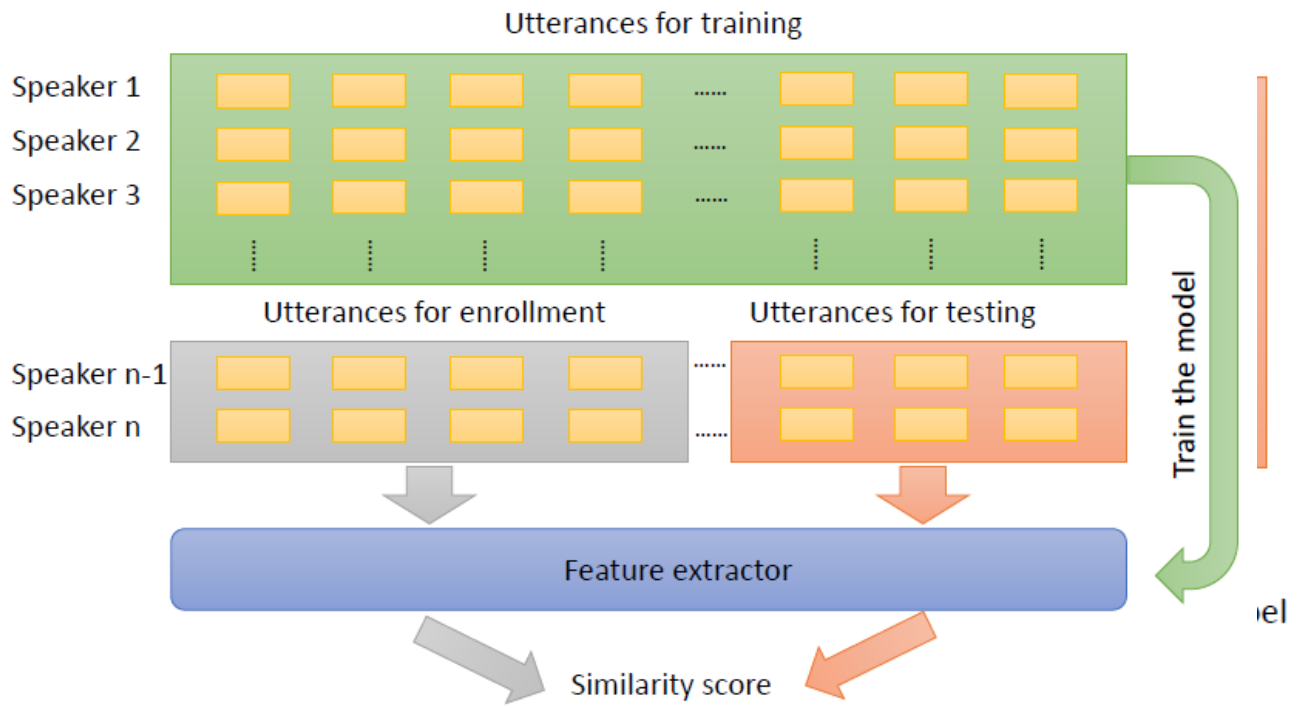 Utterances for training
Speaker 1
......
Speaker 2
......
Speaker 3
......
Utterances for enrollment
Utterances for testing
Speaker n-1
......
Speaker n
......
Train the model
Feature extractor
Similarity score